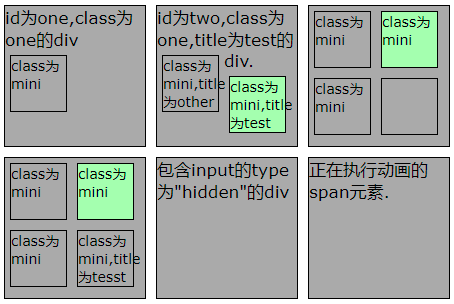 id为one,class为
one的div
class为
mini
id为two,class为
one,title为test的
div.
class为
mini,title
为other
class为
mini,title
为test
class为
mini
class为
mini
class为
mini
class为
mini
class为
mini
class为
mini
class为
mini,title
为tesst
包含input的type
为"hidden"的div
正在执行动画的
span元素.